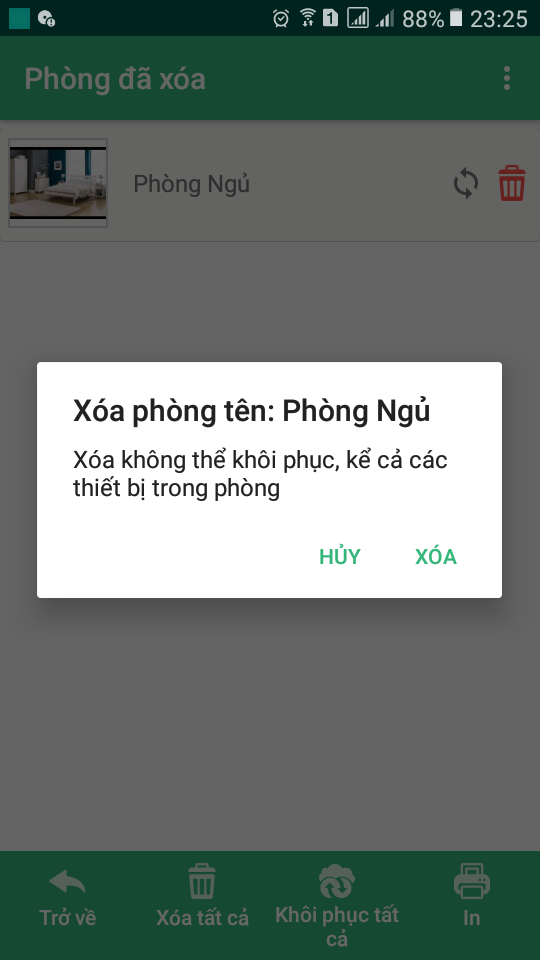 1
88%
23:25
Phòng đã xóa
Phòng Ngủ
Xóa phòng tên: Phòng Ngủ
Xóa không thể khôi phục, kể cả các
thiết bị trong phòng
HỦY
XÓA
Trở về
Xóa tất cả
Khôi phục tất
cả
In